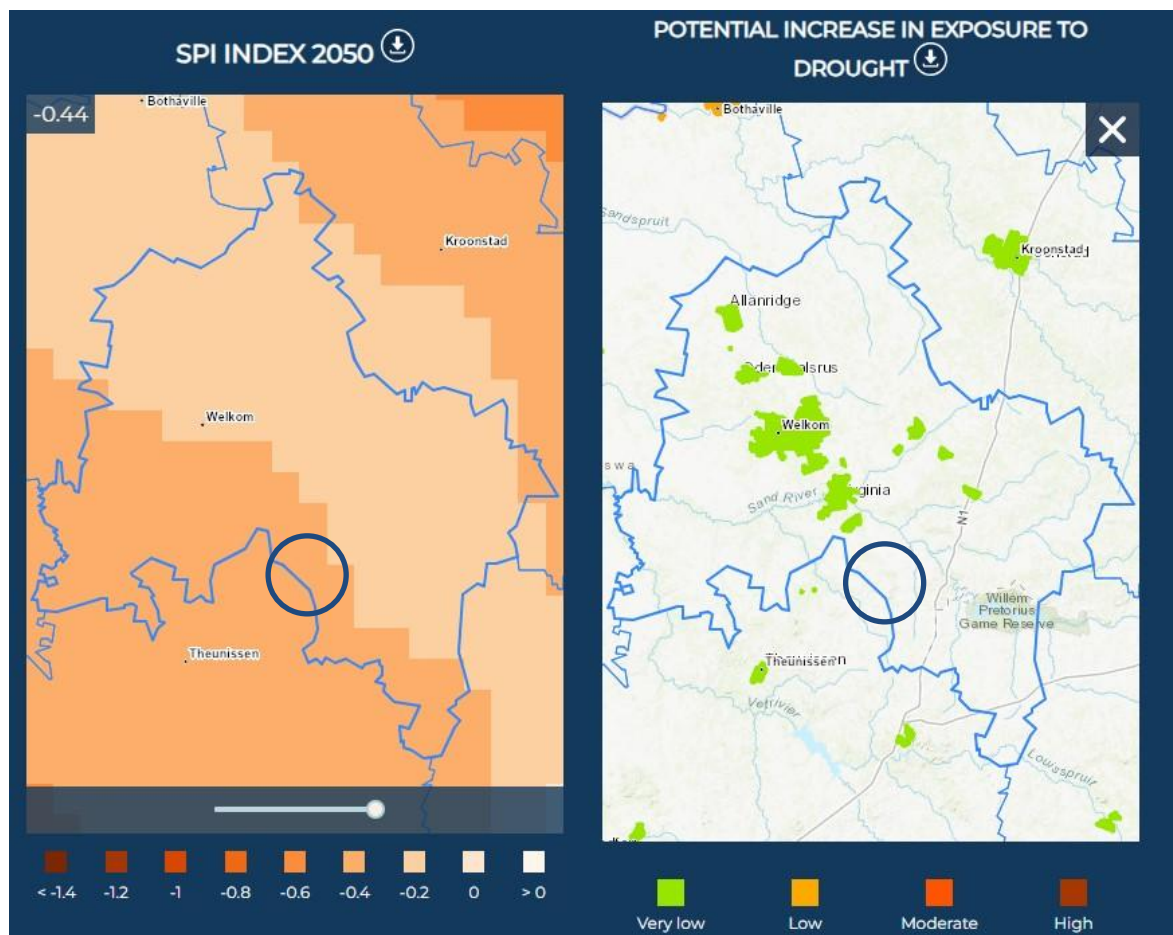 SPI INDEX 2050
-0.44
Bothaville
Kroonstad
Welkom
Theunissen
< -1.4 -1.2 -1 -0.8 -0.6 -0.4 -0.2 0 > 0
POTENTIAL INCREASE IN EXPOSURE TO
DROUGHT
Bothaville
Sandspruit
Kroonstad
Allanridge
Welkom
Sand River
N1
Willem
Pretorius
Game Reserve
Theunissen
Vetrivier
Very low Low Moderate High